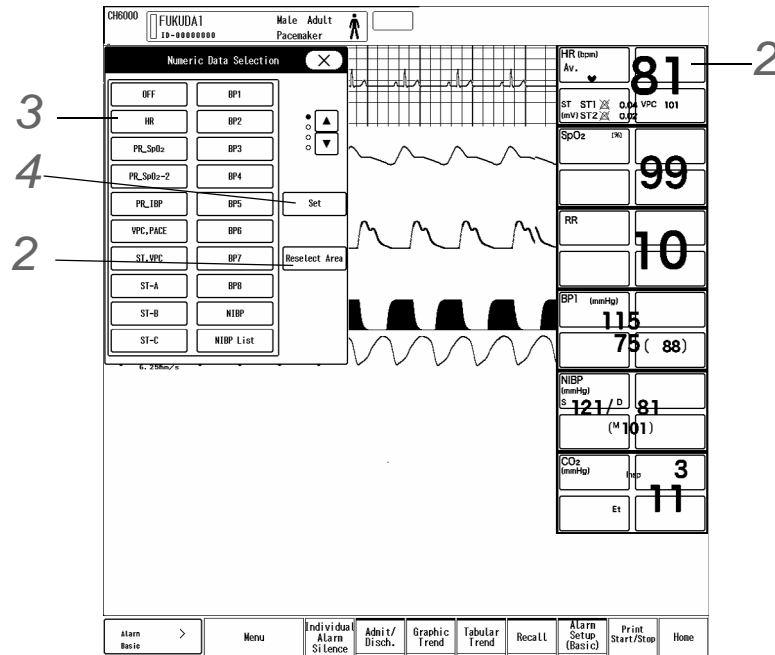 CH6000
FUKUDA1
ID-00000000
Male Adult
Pacemaker
Numeric Data Selection
OFF BP1
HR BP2
PR_SpO2 BP3
PR_SpO2-2 BP4
PR_IBP BP5
VPC,PACE BP6
ST,VPC BP7
ST-A BP8
ST-B NIBP
ST-C NIBP List
Set
Reselect Area
6.25mm/s
3
4
2
2
HR (bpm)
Av.
81
ST ST1 0.04 VPC 101
(mV) ST2 0.02
SpO2 (%)
99
RR
10
BP1 (mmHg)
115
75 ( 88)
NIBP
(mmHg)
S 121/ D 81
(M 101)
CO2
(mmHg)
Insp 3
Et 11
Alarm >
Basic
Menu
Individual
Alarm
Silence
Admit/
Disch.
Graphic
Trend
Tabular
Trend
Recall
Alarm
Setup
(Basic)
Print
Start/Stop
Home